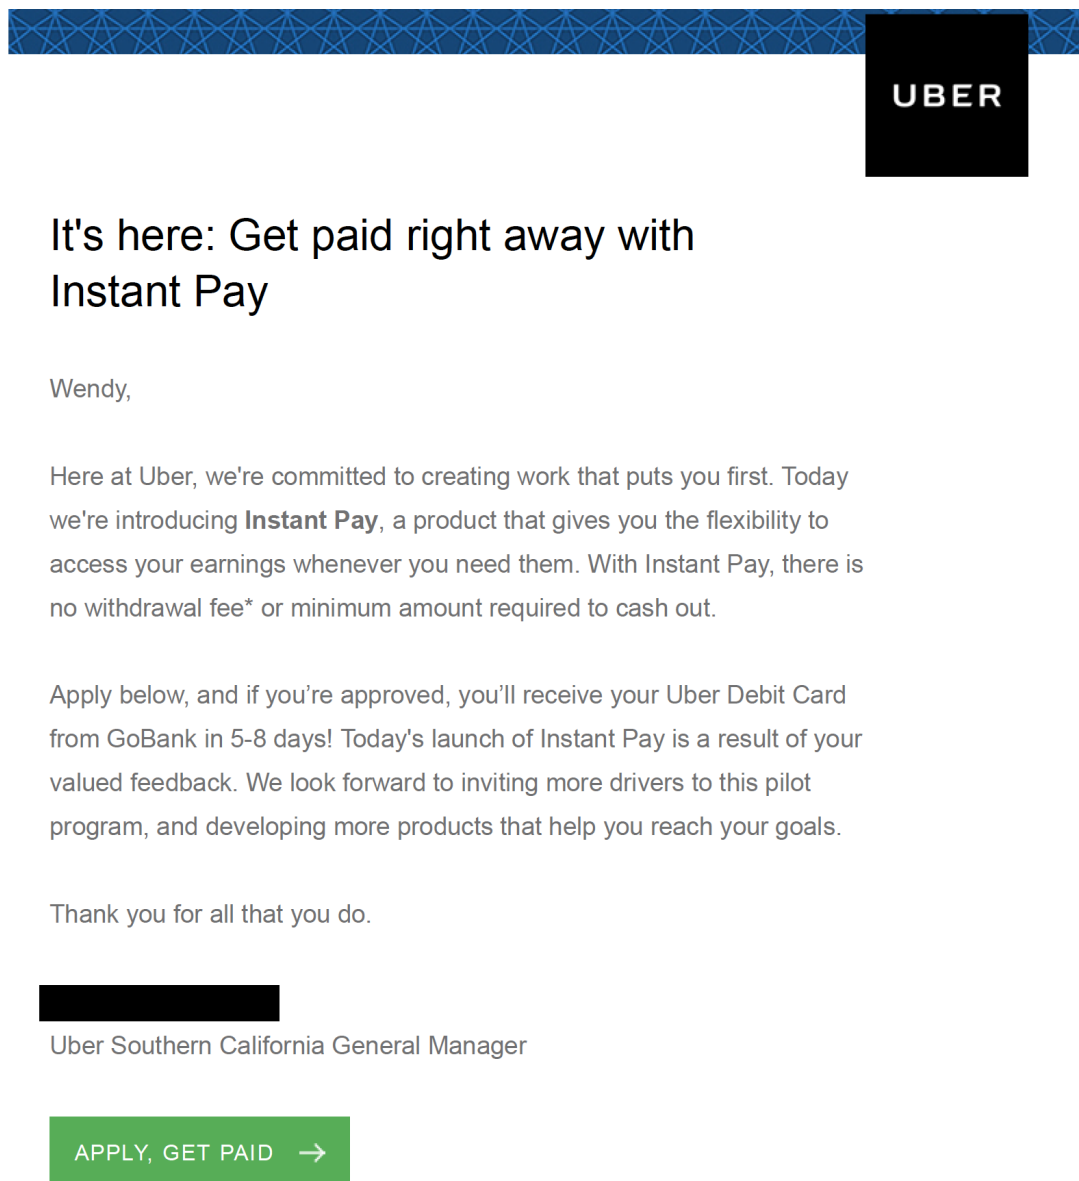 UBER
It's here: Get paid right away with
Instant Pay
Wendy,
Here at Uber, we're committed to creating work that puts you first. Today
we're introducing Instant Pay, a product that gives you the flexibility to
access your earnings whenever you need them. With Instant Pay, there is
no withdrawal fee* or minimum amount required to cash out.
Apply below, and if you’re approved, you’ll receive your Uber Debit Card
from GoBank in 5-8 days! Today's launch of Instant Pay is a result of your
valued feedback. We look forward to inviting more drivers to this pilot
program, and developing more products that help you reach your goals.
Thank you for all that you do.
Uber Southern California General Manager
APPLY, GET PAID →